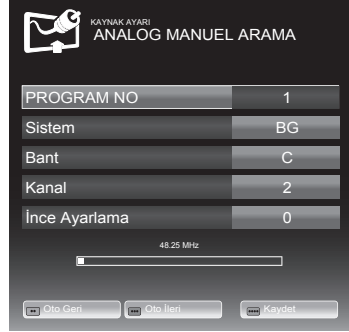 KAYNAK AYARI
ANALOG MANUEL ARAMA
PROGRAM NO 1
Sistem BG
Bant C
Kanal 2
İnce Ayarlama 0
48.25 MHz
Oto Geri Oto İleri Kaydet